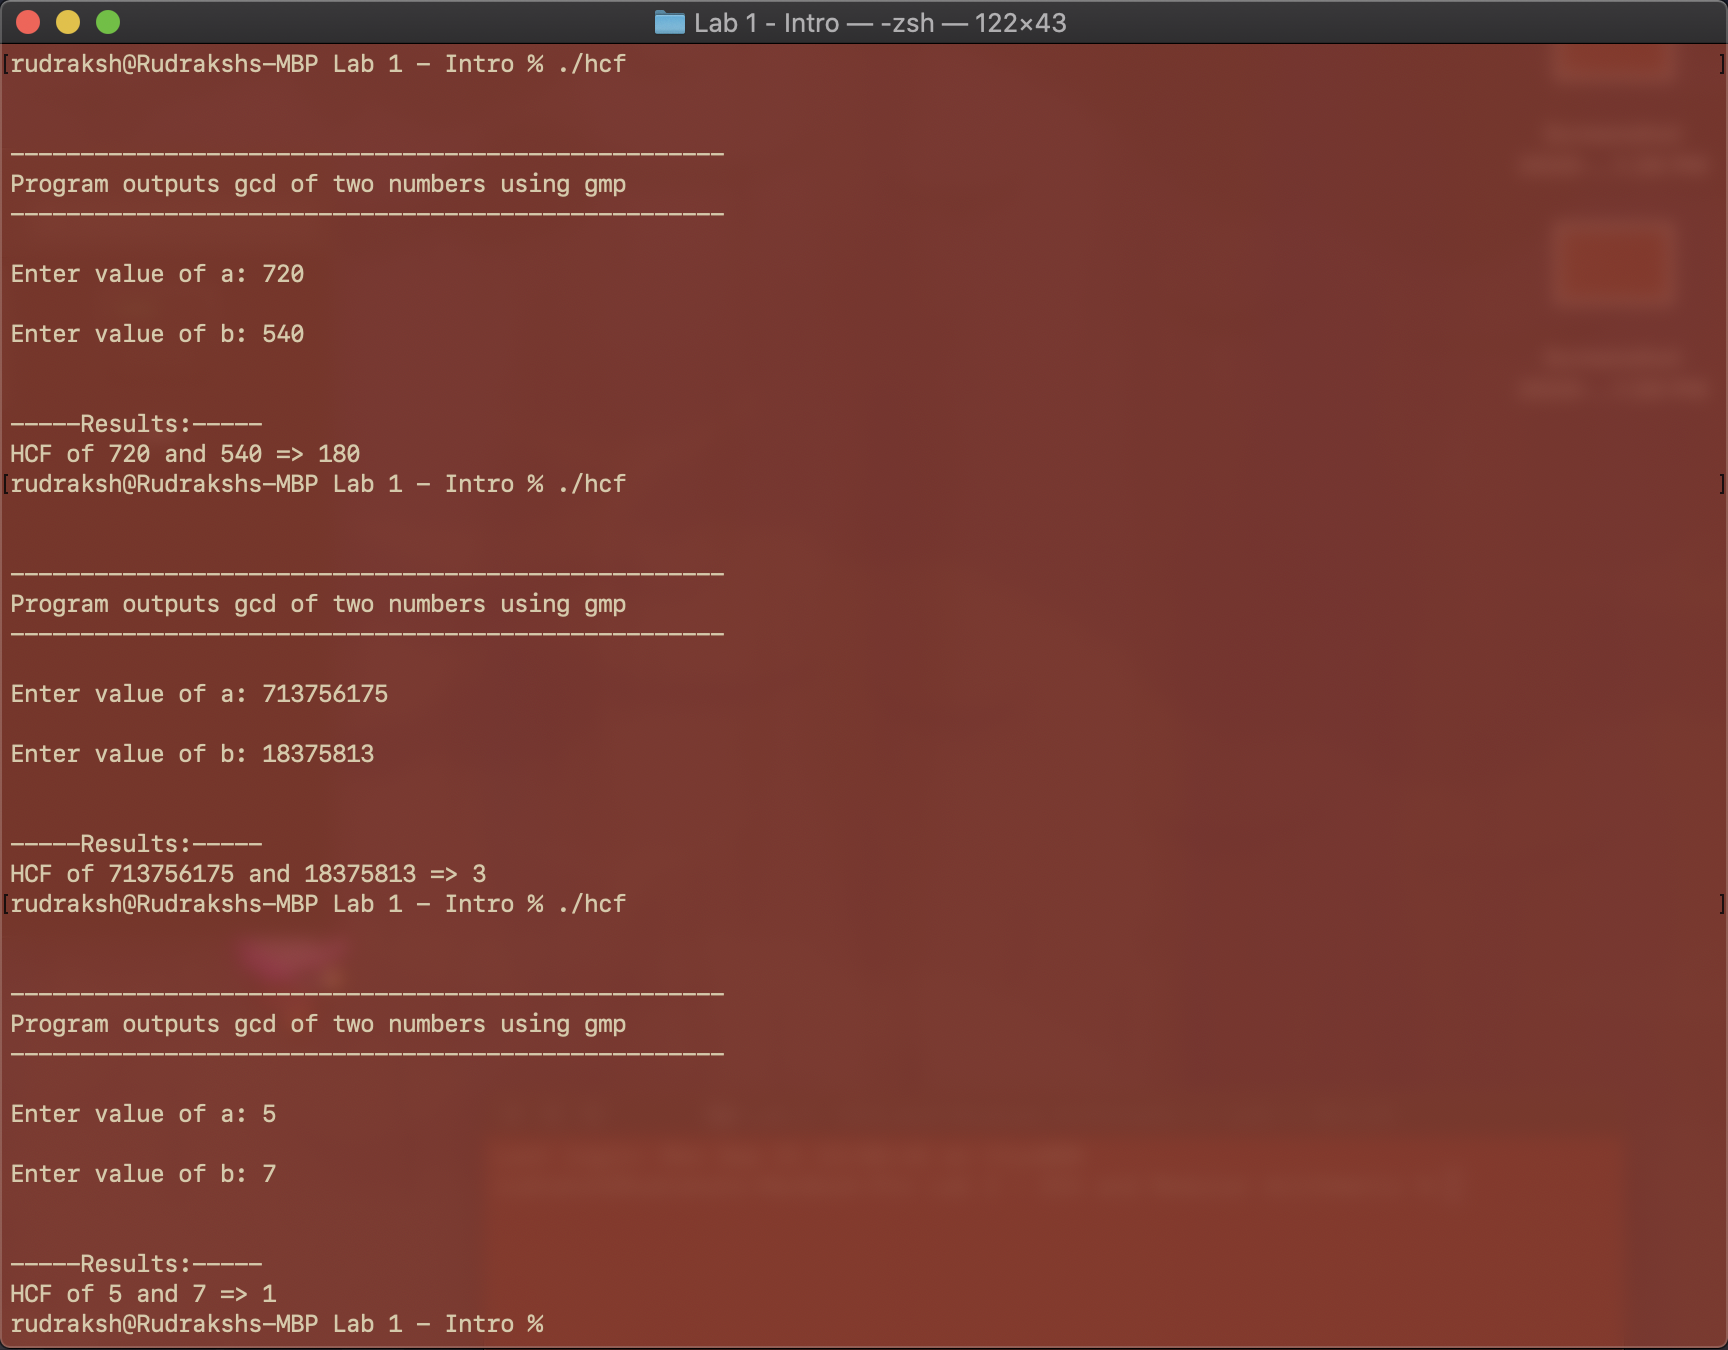 Lab 1 - Intro — -zsh — 122×43
[rudraksh@Rudrakshs-MBP Lab 1 - Intro % ./hcf ]
---------------------------------------------------
Program outputs gcd of two numbers using gmp
---------------------------------------------------
Enter value of a: 720
Enter value of b: 540
-----Results:-----
HCF of 720 and 540 => 180
[rudraksh@Rudrakshs-MBP Lab 1 - Intro % ./hcf ]
---------------------------------------------------
Program outputs gcd of two numbers using gmp
---------------------------------------------------
Enter value of a: 713756175
Enter value of b: 18375813
-----Results:-----
HCF of 713756175 and 18375813 => 3
[rudraksh@Rudrakshs-MBP Lab 1 - Intro % ./hcf ]
---------------------------------------------------
Program outputs gcd of two numbers using gmp
---------------------------------------------------
Enter value of a: 5
Enter value of b: 7
-----Results:-----
HCF of 5 and 7 => 1
rudraksh@Rudrakshs-MBP Lab 1 - Intro %